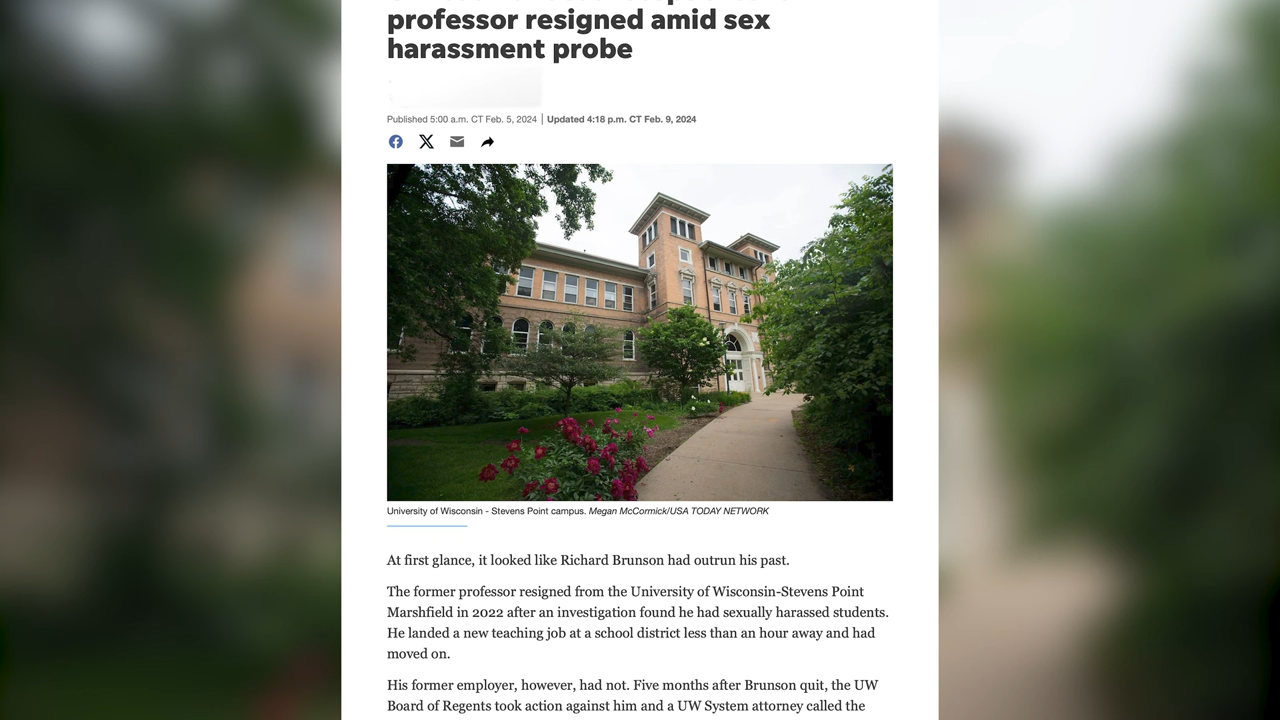 professor resigned amid sex
harassment probe
Published 5:00 a.m. CT Feb. 5, 2024 | Updated 4:18 p.m. CT Feb. 9, 2024
University of Wisconsin - Stevens Point campus. Megan McCormick/USA TODAY NETWORK
At first glance, it looked like Richard Brunson had outrun his past.
The former professor resigned from the University of Wisconsin-Stevens Point
Marshfield in 2022 after an investigation found he had sexually harassed students.
He landed a new teaching job at a school district less than an hour away and had
moved on.
His former employer, however, had not. Five months after Brunson quit, the UW
Board of Regents took action against him and a UW System attorney called the